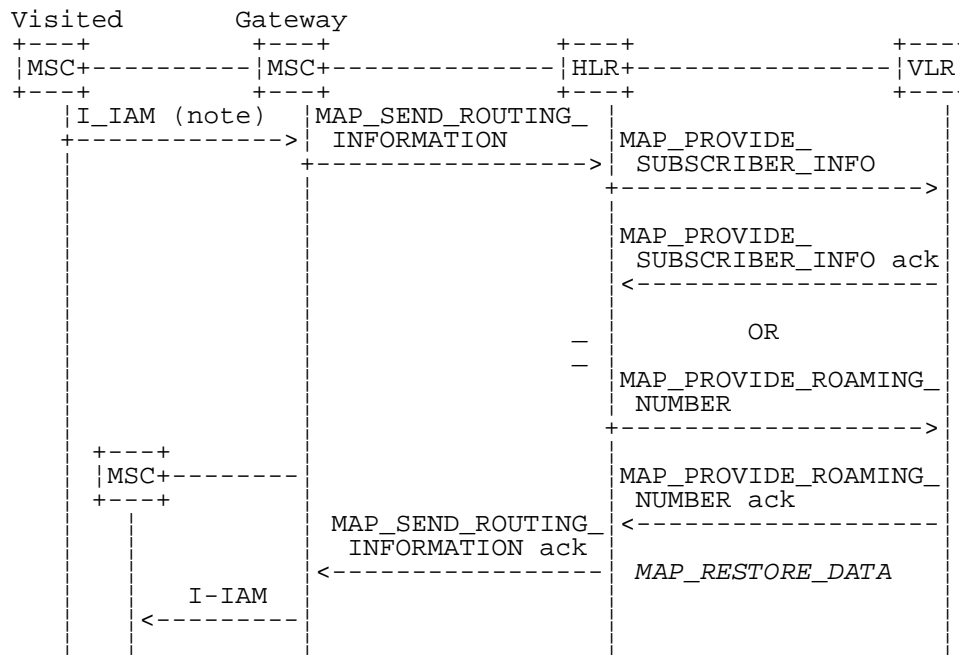 Visited Gateway
MSC MSC HLR VLR
I_IAM (note) MAP_SEND_ROUTING_
INFORMATION MAP_PROVIDE_
SUBSCRIBER_INFO
MAP_PROVIDE_
SUBSCRIBER_INFO ack
OR
MAP_PROVIDE_ROAMING_
NUMBER
MSC MAP_PROVIDE_ROAMING_
NUMBER ack
MAP_SEND_ROUTING_
INFORMATION ack
MAP_RESTORE_DATA
I-IAM